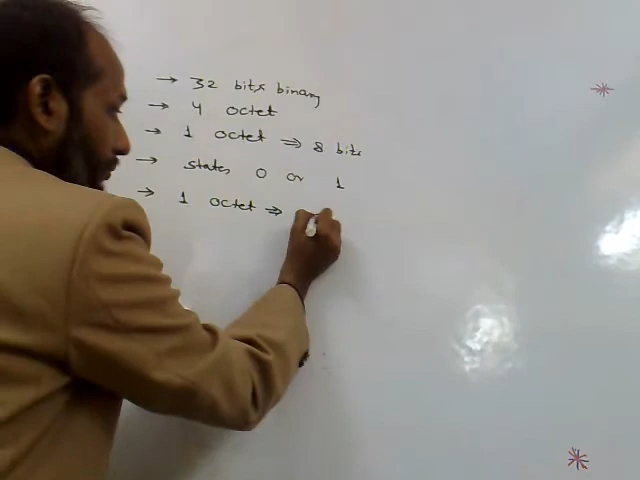 → 32 bits binary
→ 4 octet
→ 1 octet ⇒ 8 bits
→ states 0 or 1
→ 1 octet ⇒